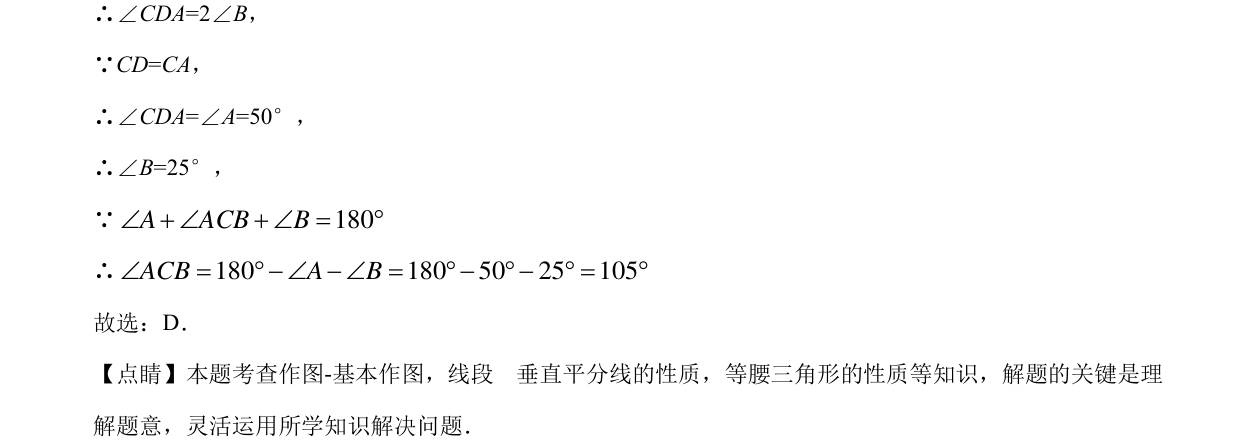 ∴∠CDA=2∠B，
∵CD=CA，
∴∠CDA=∠A=50°，
∴∠B=25°，
∵∠A+∠ACB+∠B=180°
∴∠ACB=180°−∠A−∠B=180°−50°−25°=105°
故选：D．
【点睛】本题考查作图-基本作图，线段　垂直平分线的性质，等腰三角形的性质等知识，解题的关键是理
解题意，灵活运用所学知识解决问题．